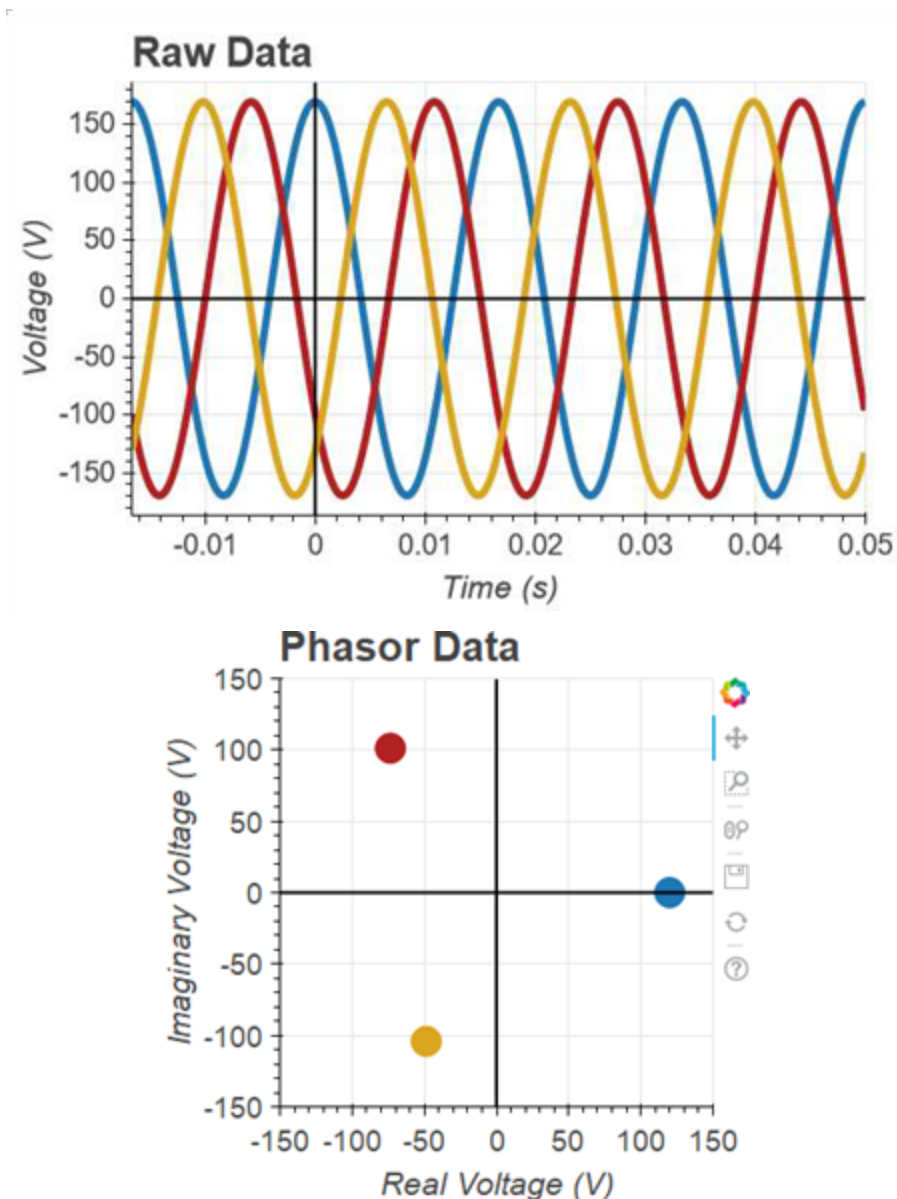 Raw Data
Voltage (V)
150
100
50
0
-50
-100
-150
-0.01 0 0.01 0.02 0.03 0.04 0.05
Time (s)
Phasor Data
Imaginary Voltage (V)
150
100
50
0
-50
-100
-150
-150 -100 -50 0 50 100 150
Real Voltage (V)